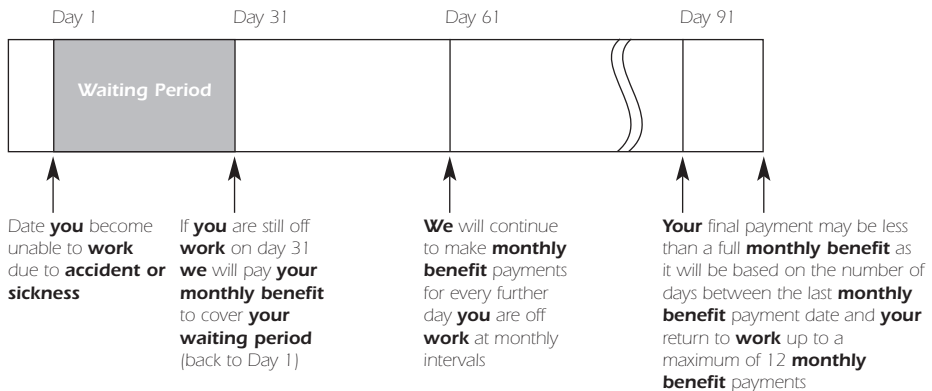 Day 1
Day 31
Day 61
Day 91
Waiting Period
Date you become
unable to work
due to accident or
sickness
If you are still off
work on day 31
we will pay your
monthly benefit
to cover your
waiting period
(back to Day 1)
We will continue
to make monthly
benefit payments
for every further
day you are off
work at monthly
intervals
Your final payment may be less
than a full monthly benefit as
it will be based on the number of
days between the last monthly
benefit payment date and your
return to work up to a
maximum of 12 monthly
benefit payments